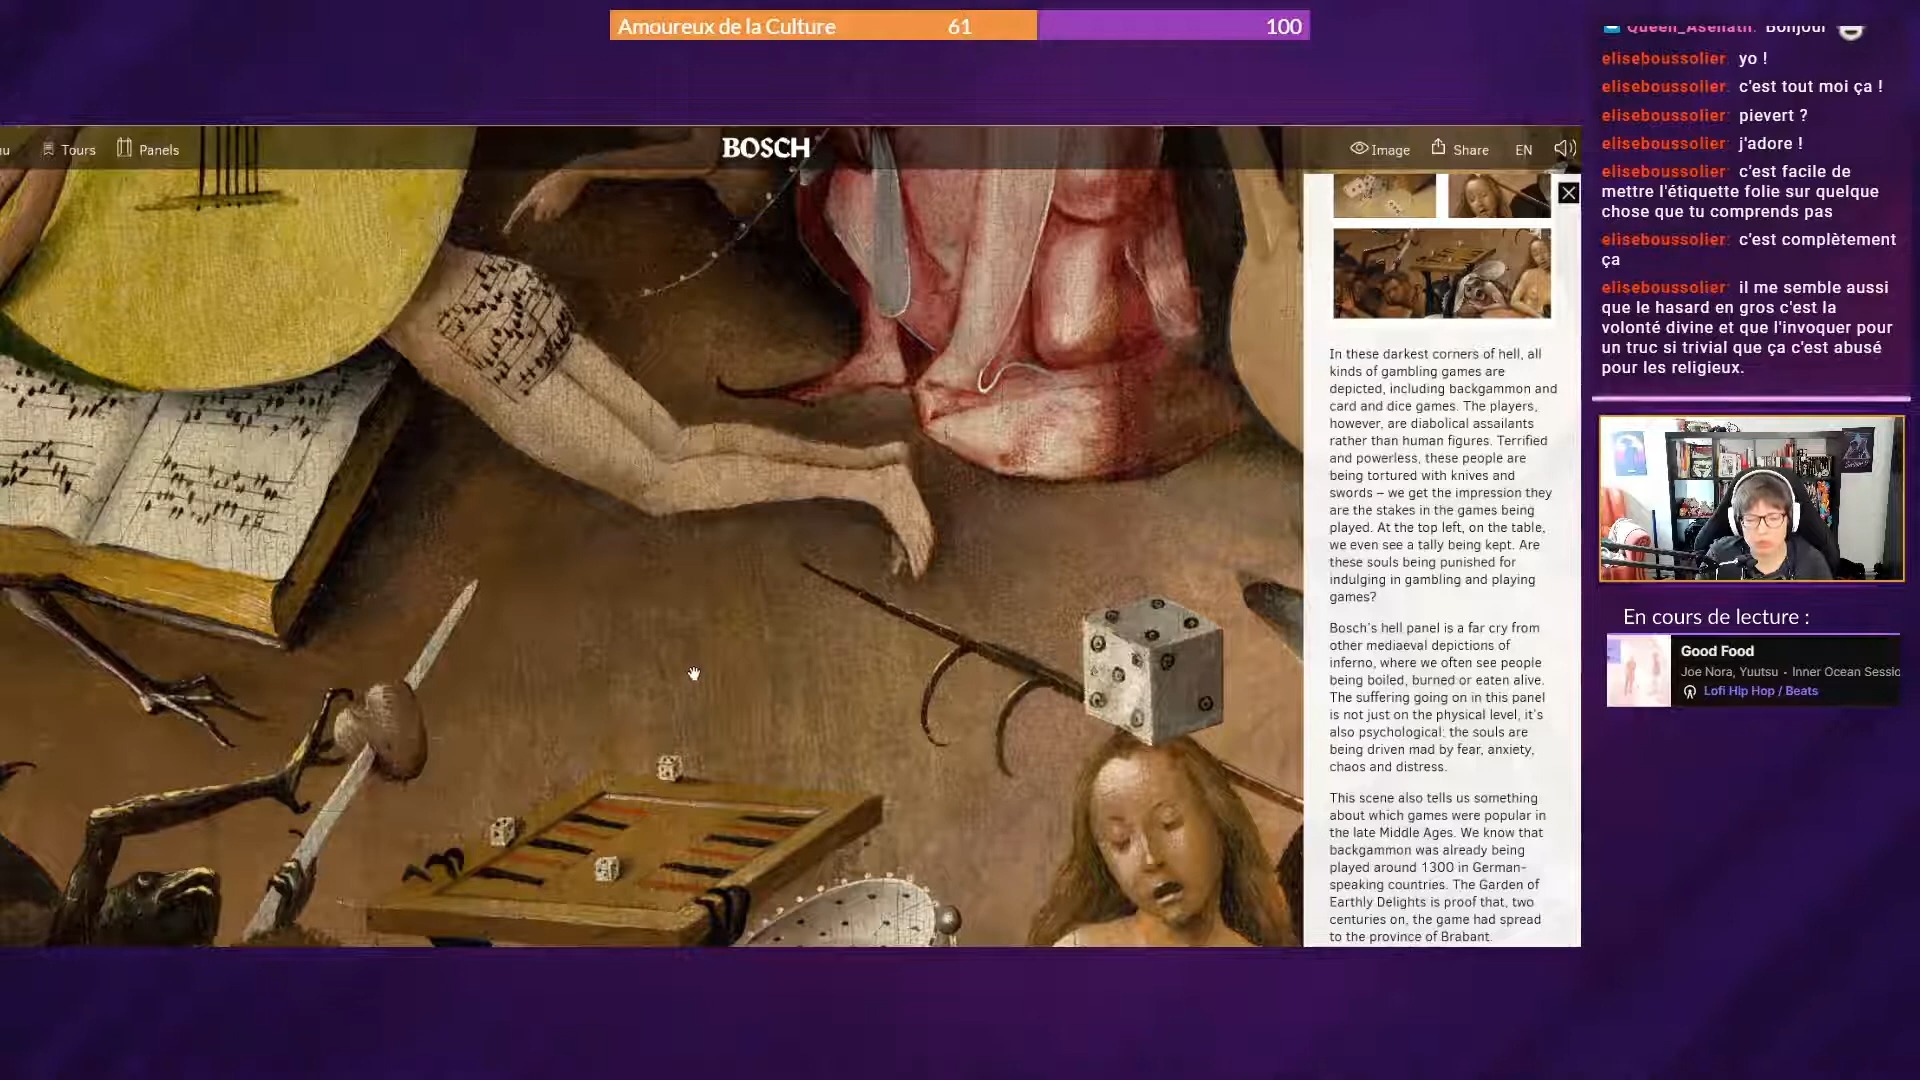 Amoureux de la Culture 61 100
Tours Panels BOSCH Image Share EN
In these darkest corners of hell, all
kinds of gambling games are
depicted, including backgammon and
card and dice games. The players,
however, are diabolical assailants
rather than human figures. Terrified
and powerless, these people are
being tortured with knives and
swords – we get the impression they
are the stakes in the games being
played. At the top left, on the table,
we even see a tally being kept. Are
these souls being punished for
indulging in gambling and playing
games?
Bosch's hell panel is a far cry from
other mediaeval depictions of
inferno, where we often see people
being boiled, burned or eaten alive.
The suffering going on in this panel
is not just on the physical level, it's
also psychological; the souls are
being driven mad by fear, anxiety,
chaos and distress.
This scene also tells us something
about which games were popular in
the late Middle Ages. We know that
backgammon was already being
played around 1300 in German-
speaking countries. The Garden of
Earthly Delights is proof that, two
centuries on, the game had spread
to the province of Brabant.
Queen_Asenath: Bonjour
eliseboussolier: yo !
eliseboussolier: c'est tout moi ça !
eliseboussolier: pievert ?
eliseboussolier: j'adore !
eliseboussolier: c'est facile de
mettre l'étiquette folie sur quelque
chose que tu comprends pas
eliseboussolier: c'est complètement
ça
eliseboussolier: il me semble aussi
que le hasard en gros c'est la
volonté divine et que l'invoquer pour
un truc si trivial que ça c'est abusé
pour les religieux.
En cours de lecture :
Good Food
Joe Nora, Yuutsu • Inner Ocean Sessio
Lofi Hip Hop / Beats